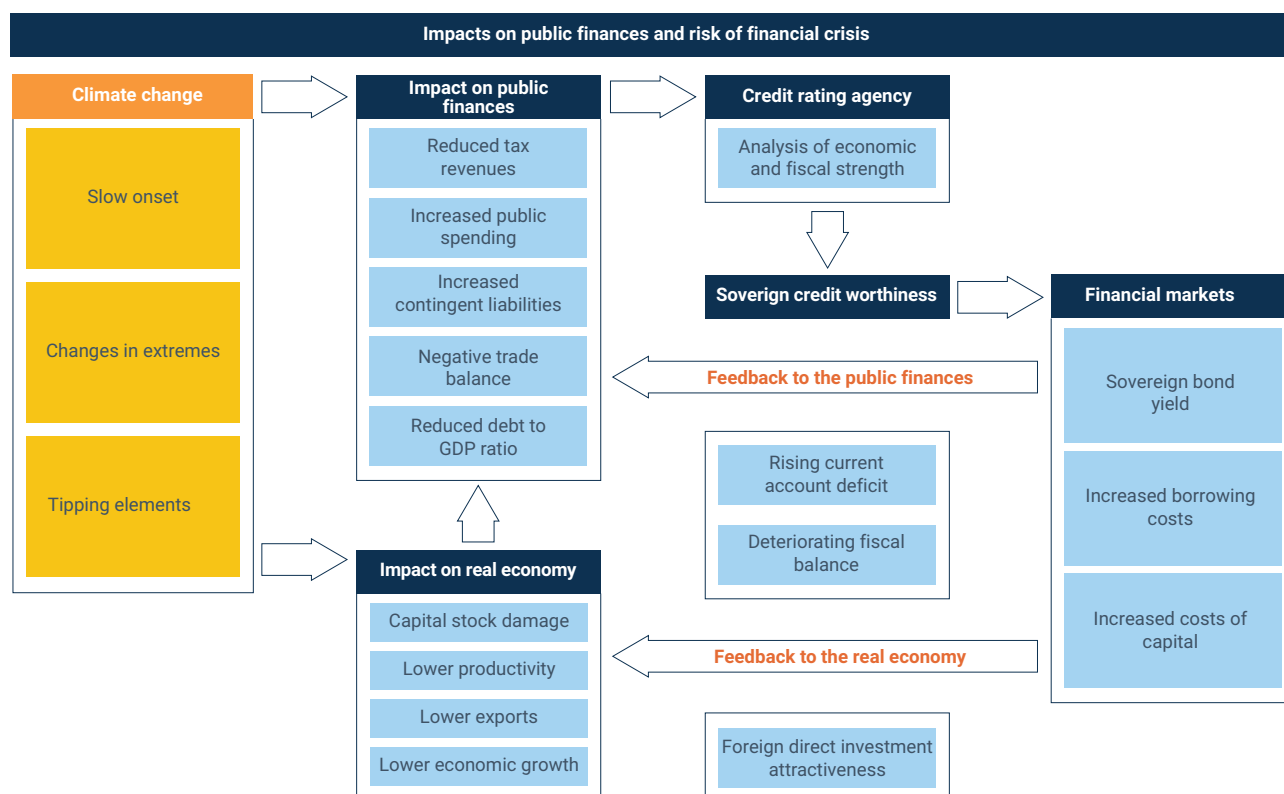 Impacts on public finances and risk of financial crisis
Climate change
Slow onset
Changes in extremes
Tipping elements
Impact on public
finances
Reduced tax
revenues
Increased public
spending
Increased
contingent liabilities
Negative trade
balance
Reduced debt to
GDP ratio
Impact on real economy
Capital stock damage
Lower productivity
Lower exports
Lower economic growth
Credit rating agency
Analysis of economic
and fiscal strength
Soverign credit worthiness
Feedback to the public finances
Rising current
account deficit
Deteriorating fiscal
balance
Feedback to the real economy
Foreign direct investment
attractiveness
Financial markets
Sovereign bond
yield
Increased borrowing
costs
Increased costs of
capital